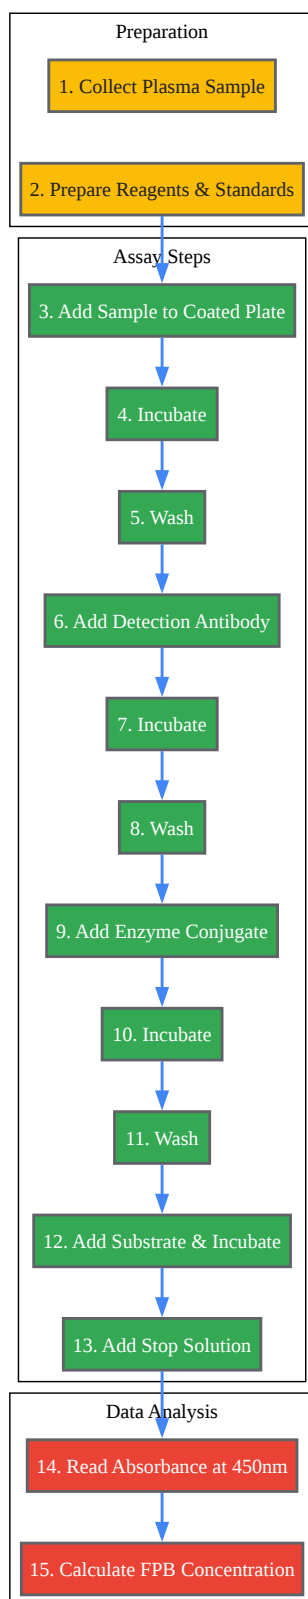 Preparation
1. Collect Plasma Sample
2. Prepare Reagents & Standards
Assay Steps
3. Add Sample to Coated Plate
4. Incubate
5. Wash
6. Add Detection Antibody
7. Incubate
8. Wash
9. Add Enzyme Conjugate
10. Incubate
11. Wash
12. Add Substrate & Incubate
13. Add Stop Solution
Data Analysis
14. Read Absorbance at 450nm
15. Calculate FPB Concentration